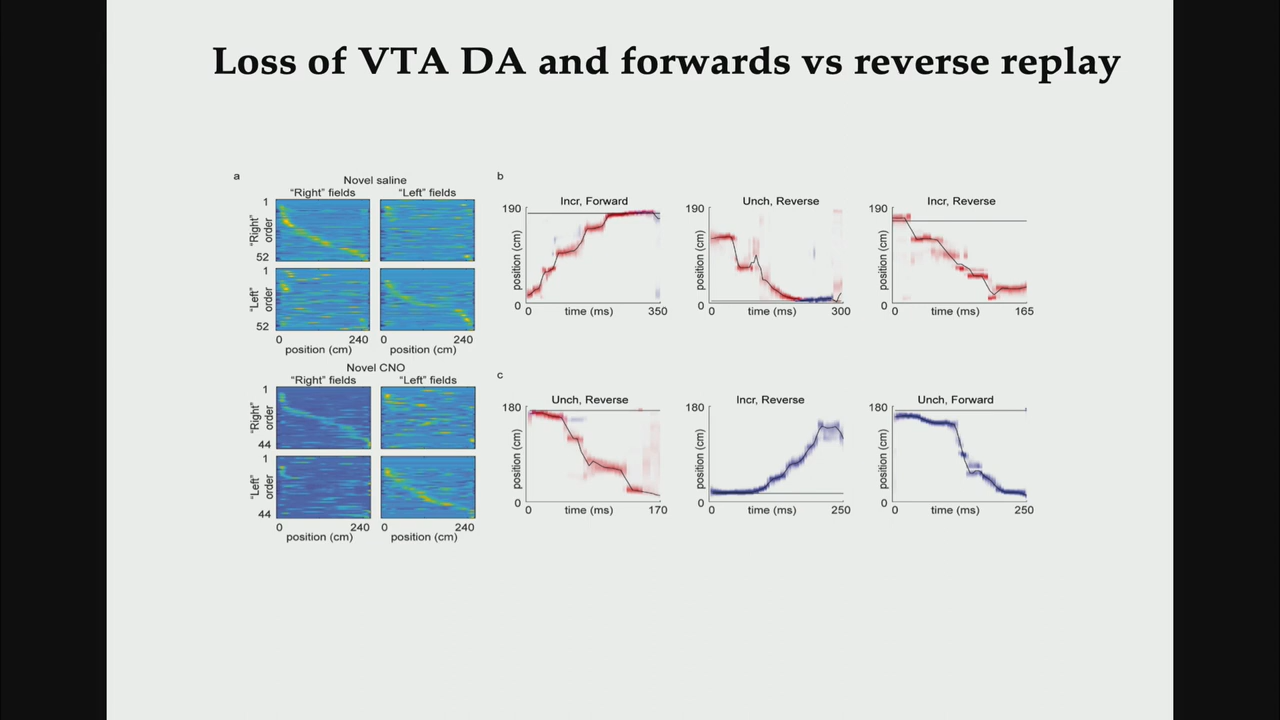 Loss of VTA DA and forwards vs reverse replay
a
Novel saline
"Right" fields
"Left" fields
1
"Right" order
52
1
"Left" order
52
0
240
0
240
position (cm)
position (cm)
Novel CNO
"Right" fields
"Left" fields
1
"Right" order
44
1
"Left" order
44
0
240
0
240
position (cm)
position (cm)
b
Incr, Forward
190
position (cm)
0
0
time (ms)
350
Unch, Reverse
190
position (cm)
0
0
time (ms)
300
Incr, Reverse
190
position (cm)
0
0
time (ms)
165
c
Unch, Reverse
180
position (cm)
0
0
time (ms)
170
Incr, Reverse
180
position (cm)
0
0
time (ms)
250
Unch, Forward
180
position (cm)
0
0
time (ms)
250